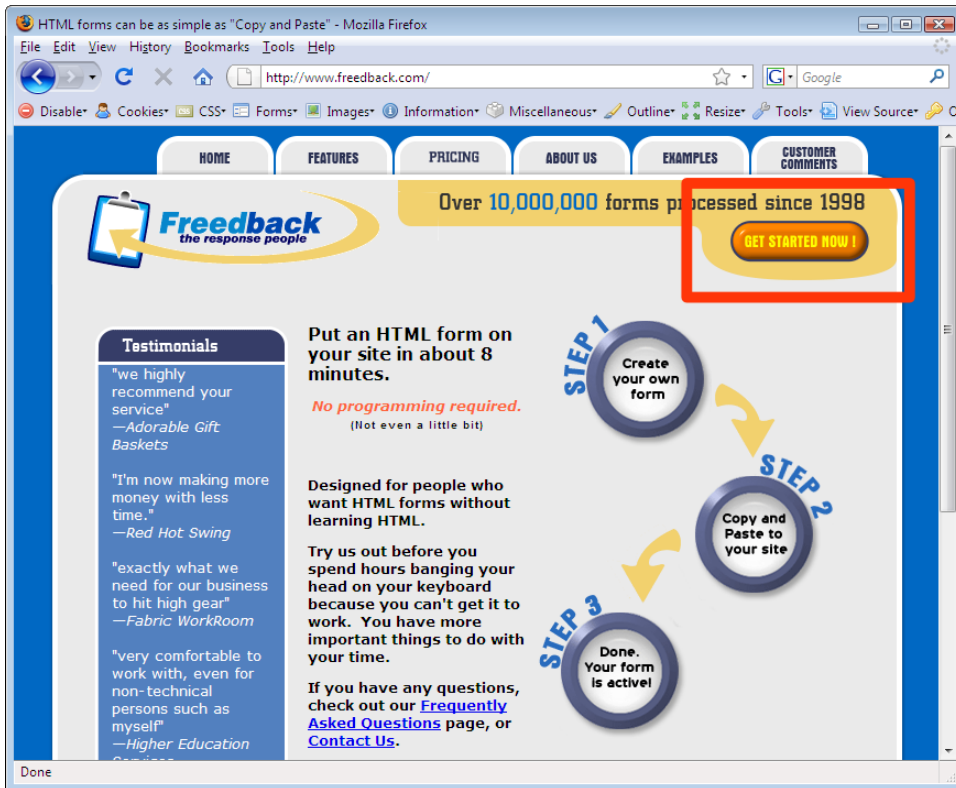 HTML forms can be as simple as "Copy and Paste" - Mozilla Firefox
File Edit View History Bookmarks Tools Help
http://www.freedback.com/
G Google
Disable Cookies CSS Forms Images Information Miscellaneous Outline Resize Tools View Source
HOME
FEATURES
PRICING
ABOUT US
EXAMPLES
CUSTOMER
COMMENTS
Freedback
the response people
Over 10,000,000 forms processed since 1998
GET STARTED NOW !
Testimonials
"we highly
recommend your
service"
—Adorable Gift
Baskets
"I'm now making more
money with less
time."
—Red Hot Swing
"exactly what we
need for our business
to hit high gear"
—Fabric WorkRoom
"very comfortable to
work with, even for
non-technical
persons such as
myself"
—Higher Education
Put an HTML form on
your site in about 8
minutes.
No programming required.
(Not even a little bit)
Designed for people who
want HTML forms without
learning HTML.
Try us out before you
spend hours banging your
head on your keyboard
because you can't get it to
work. You have more
important things to do with
your time.
If you have any questions,
check out our Frequently
Asked Questions page, or
Contact Us.
STEP 1
Create
your own
form
STEP 2
Copy and
Paste to
your site
STEP 3
Done.
Your form
is active!
Done